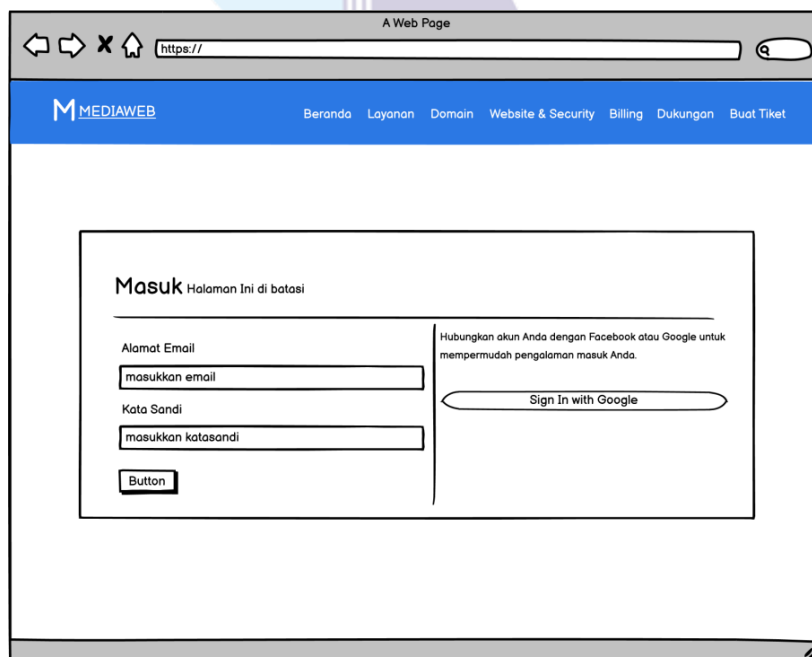 A Web Page
https://
M MEDIAWEB
Beranda Layanan Domain Website & Security Billing Dukungan Buat Tiket
Masuk Halaman Ini di batasi
Hubungkan akun Anda dengan Facebook atau Google untuk
mempermudah pengalaman masuk Anda.
Alamat Email
masukkan email
Sign In with Google
Kata Sandi
masukkan katasandi
Button